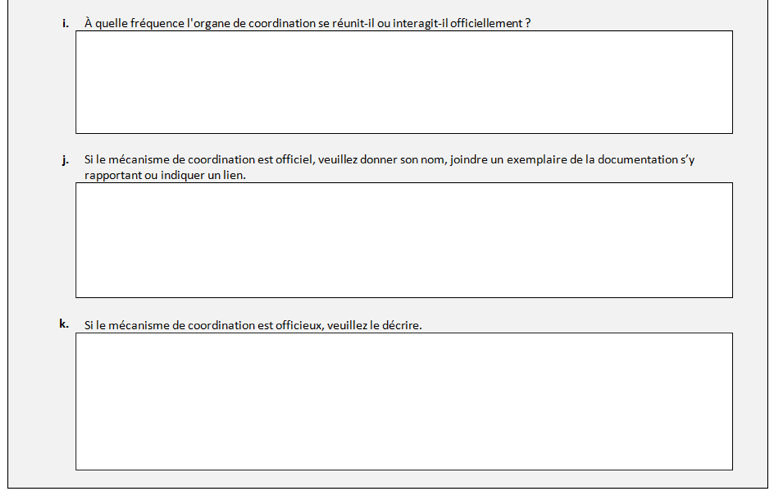 i. À quelle fréquence l'organe de coordination se réunit-il ou interagit-il officiellement ?
j. Si le mécanisme de coordination est officiel, veuillez donner son nom, joindre un exemplaire de la documentation s’y
rapportant ou indiquer un lien.
k. Si le mécanisme de coordination est officieux, veuillez le décrire.